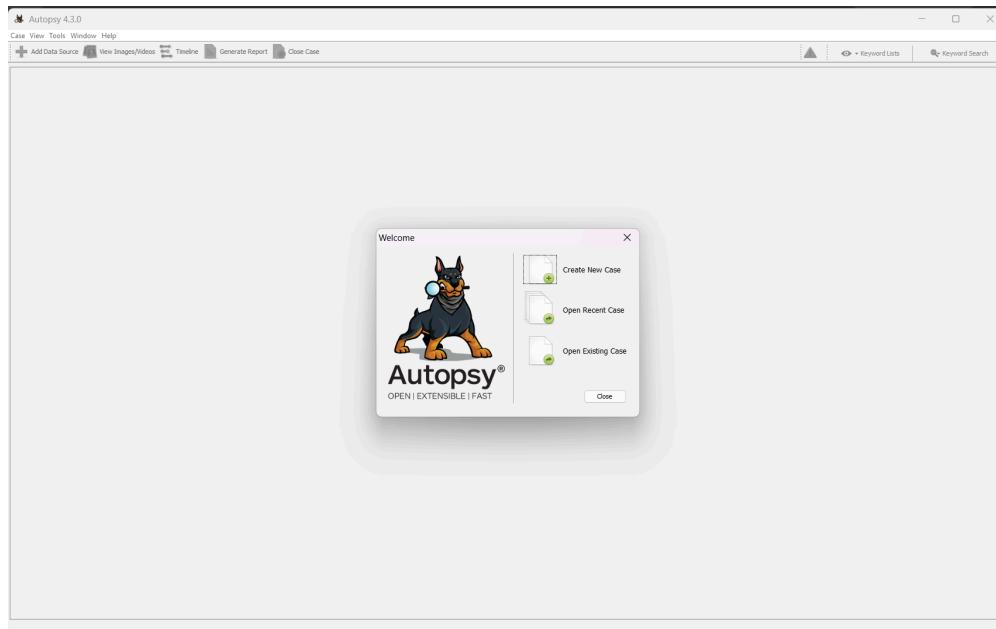 Autopsy 4.3.0
Case View Tools Window Help
Add Data Source View Images/Videos Timeline Generate Report Close Case Keyword Lists Keyword Search
Welcome
Create New Case
Open Recent Case
Open Existing Case
Autopsy®
OPEN | EXTENSIBLE | FAST
Close